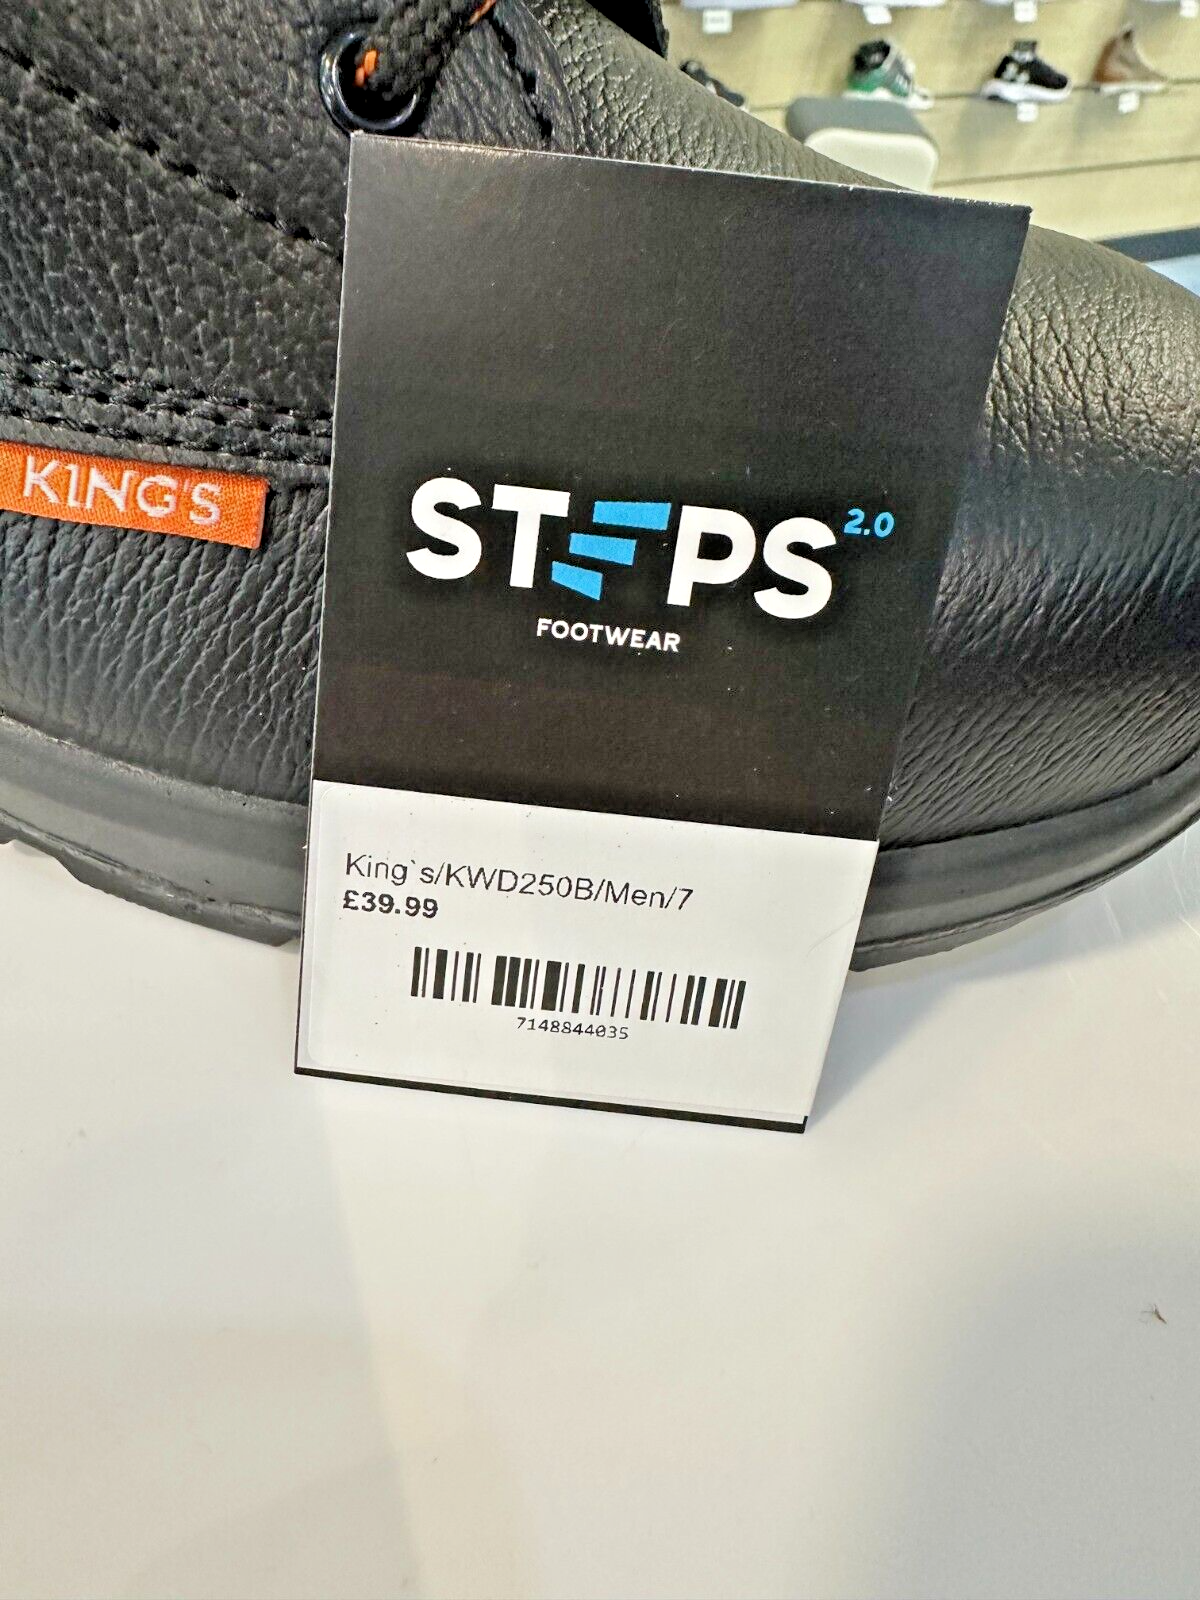 KING'S
STEPS 2.0
FOOTWEAR
King`s/KWD250B/Men/7
£39.99
7148844035